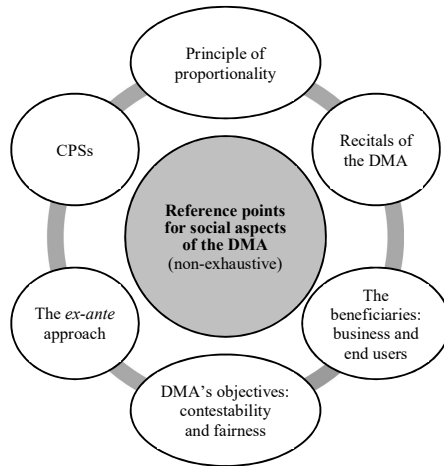 Principle of
proportionality
Recitals
of the DMA
The
beneficiaries:
business and
end users
DMA's objectives:
contestability
and fairness
The ex-ante
approach
CPSs
Reference points
for social aspects
of the DMA
(non-exhaustive)